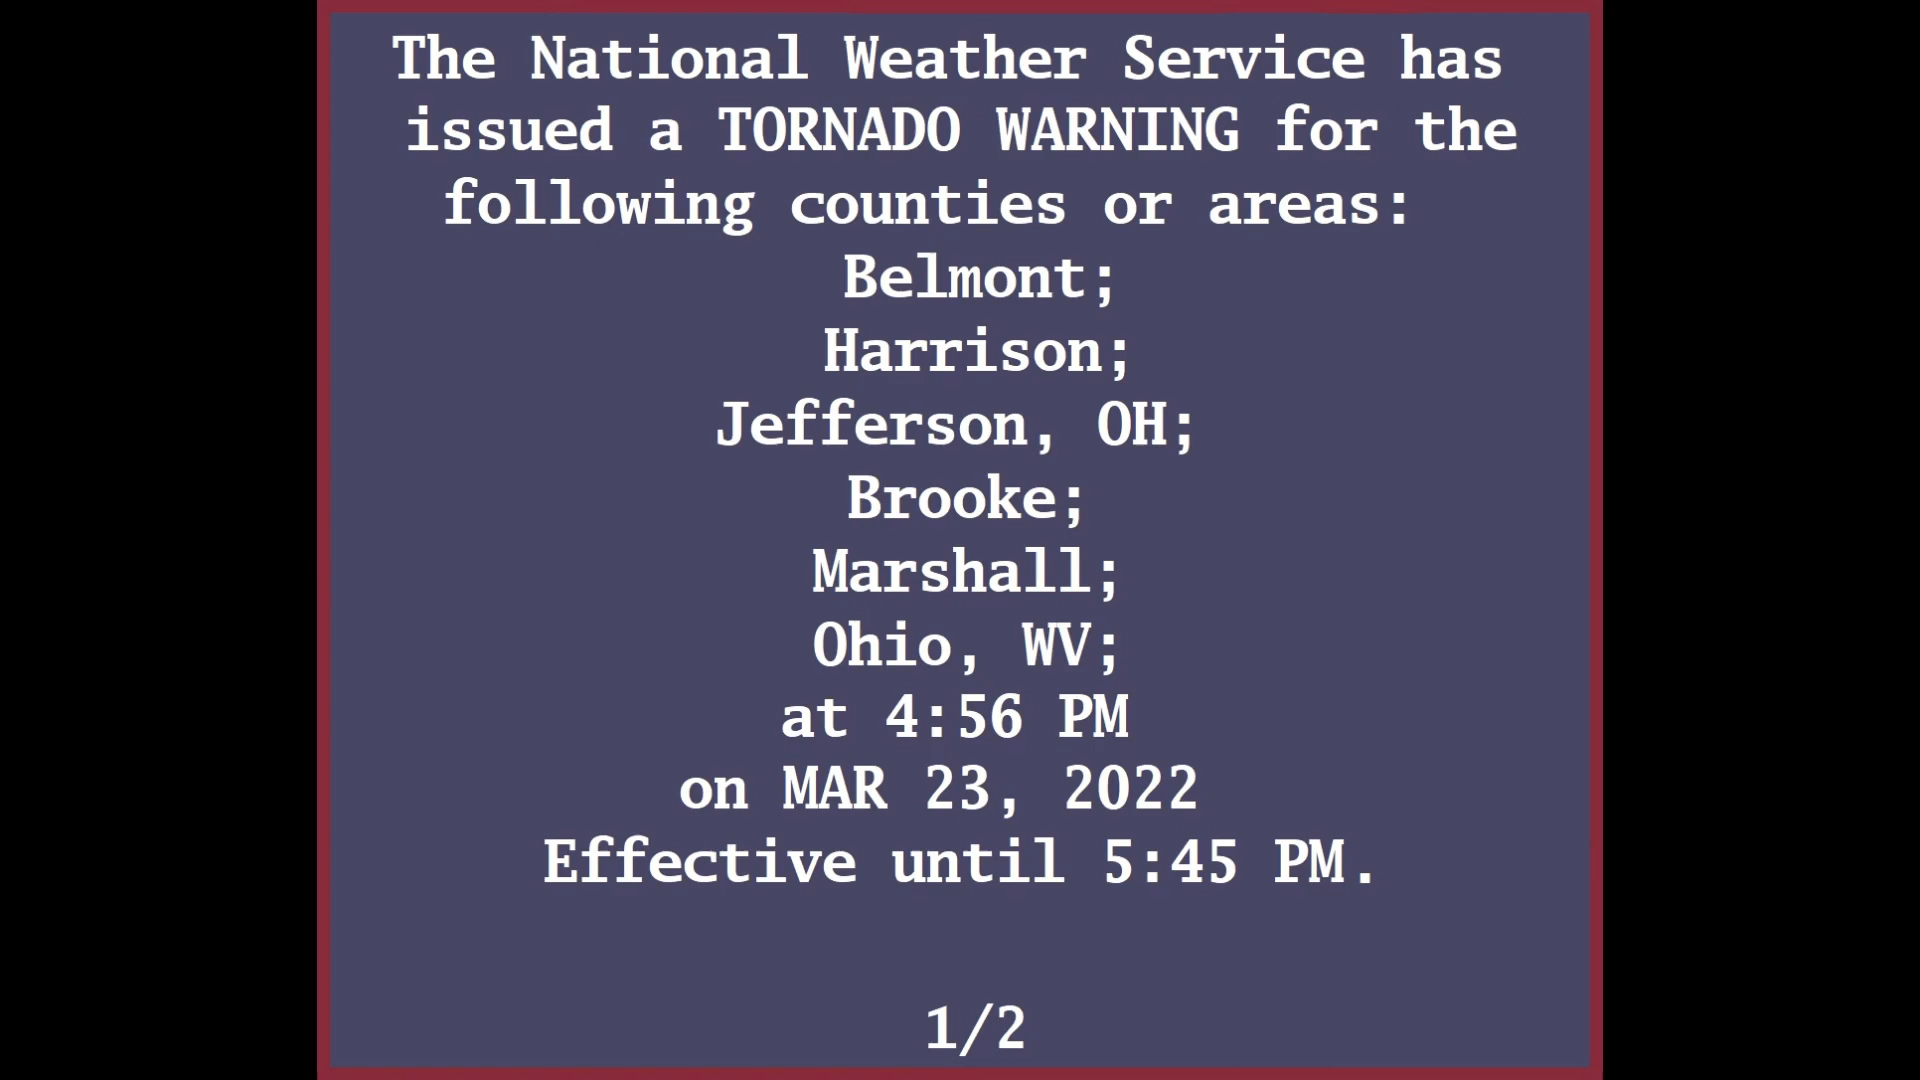 The National Weather Service has
issued a TORNADO WARNING for the
following counties or areas:
Belmont;
Harrison;
Jefferson, OH;
Brooke;
Marshall;
Ohio, WV;
at 4:56 PM
on MAR 23, 2022
Effective until 5:45 PM.
1/2